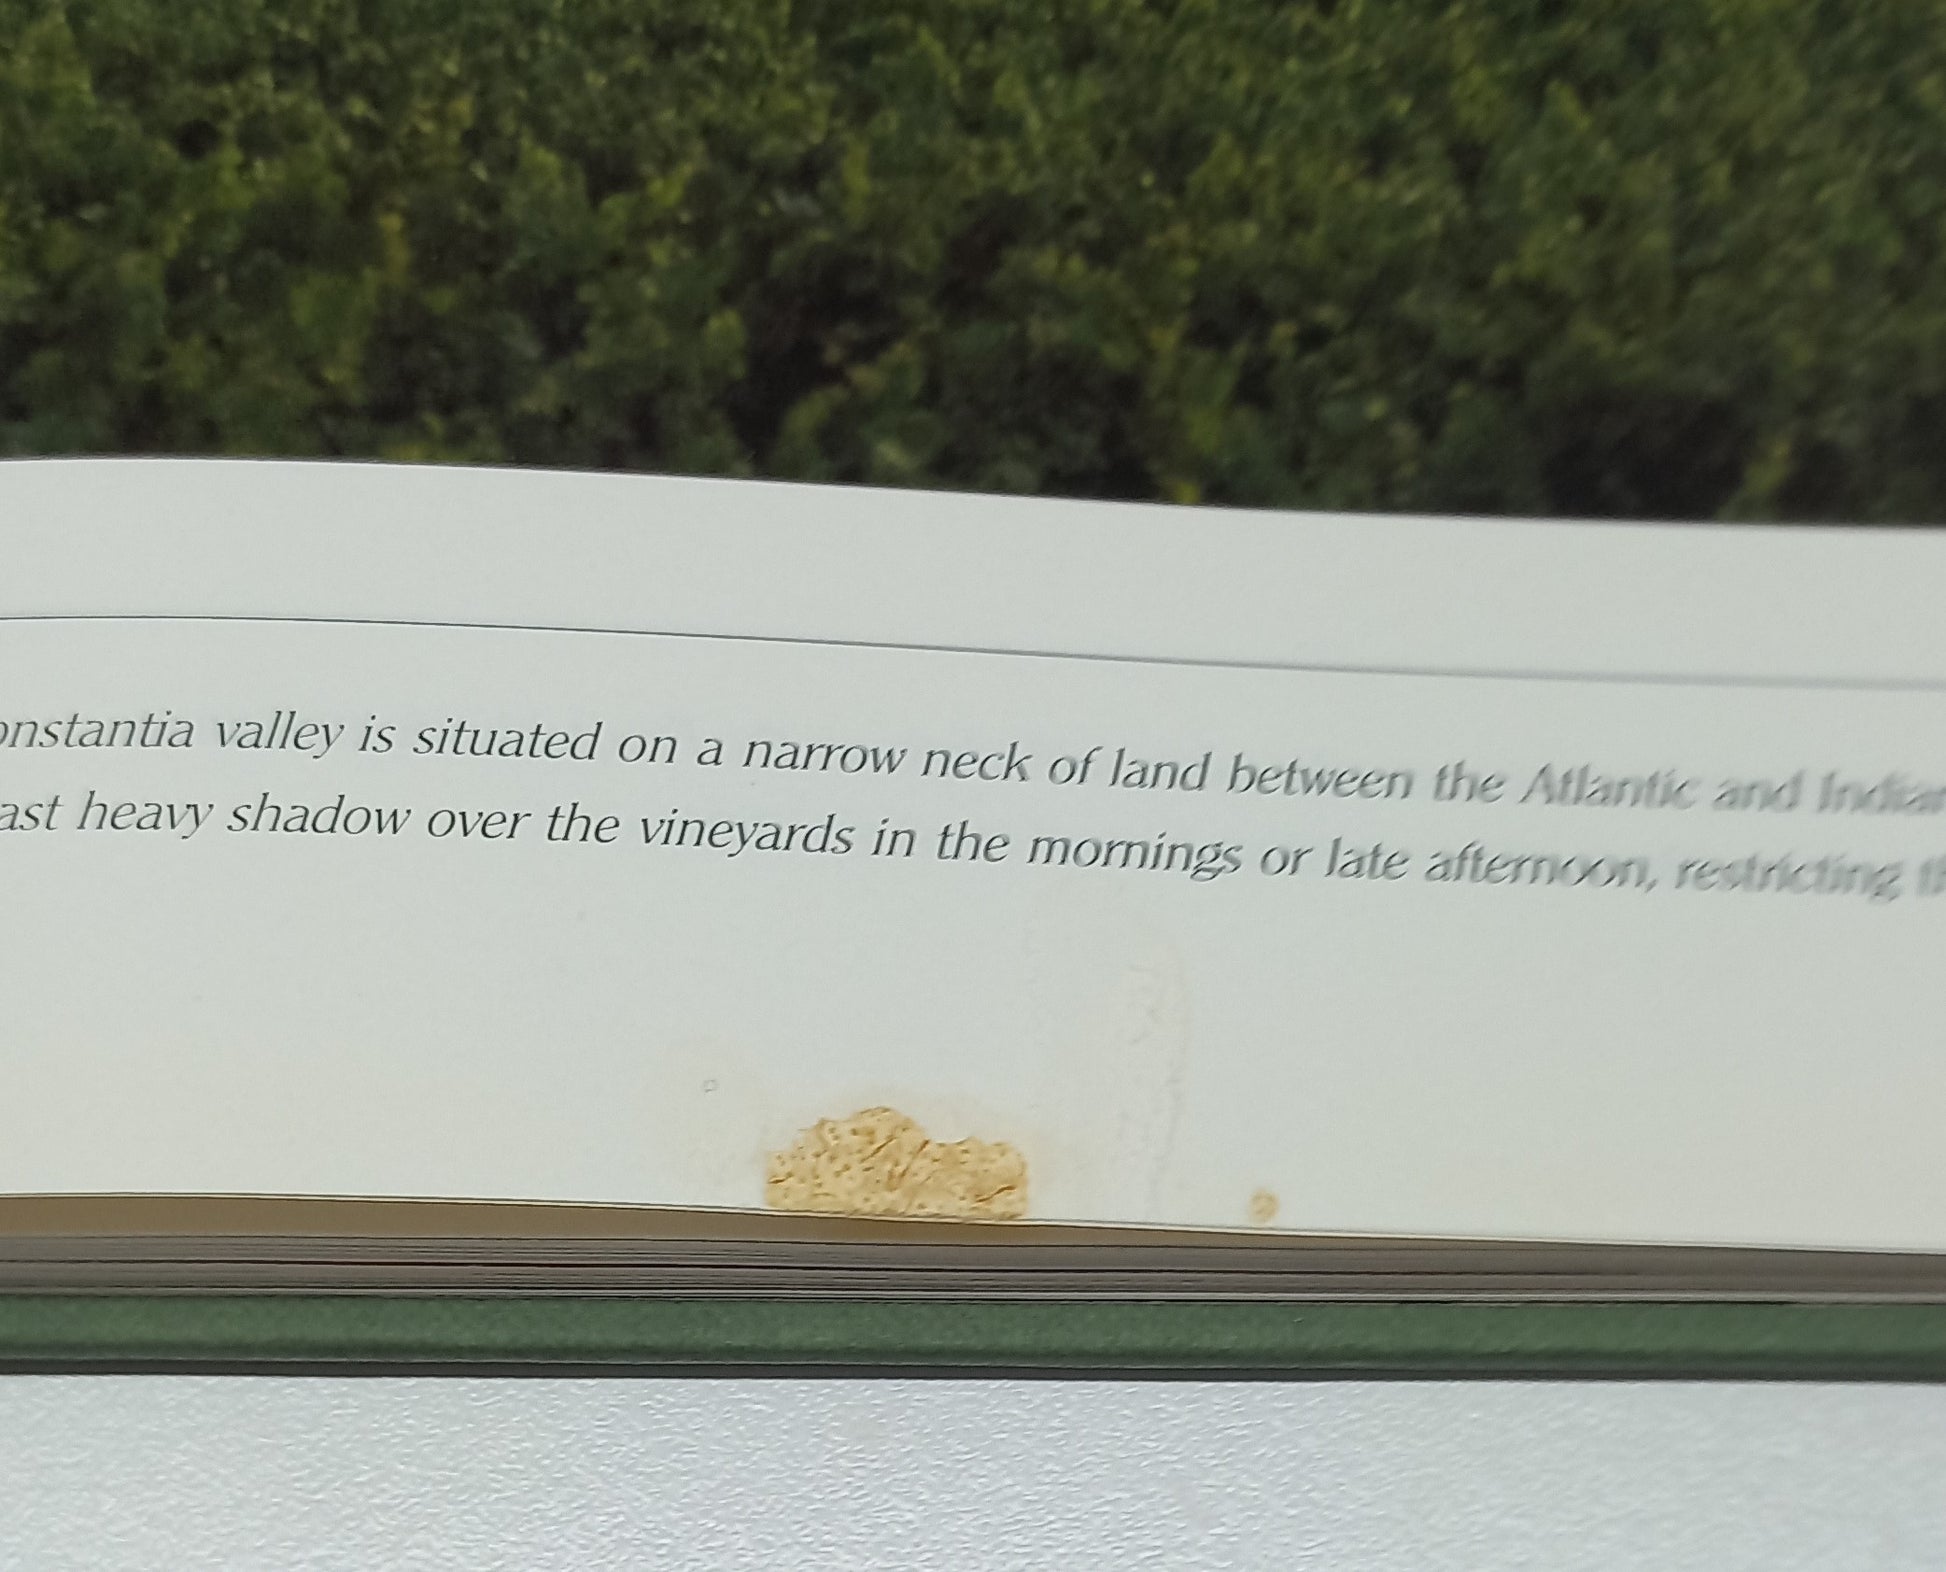 onstantia valley is situated on a narrow neck of land between the Atlantic and Indian
ast heavy shadow over the vineyards in the mornings or late afternoon, restricting